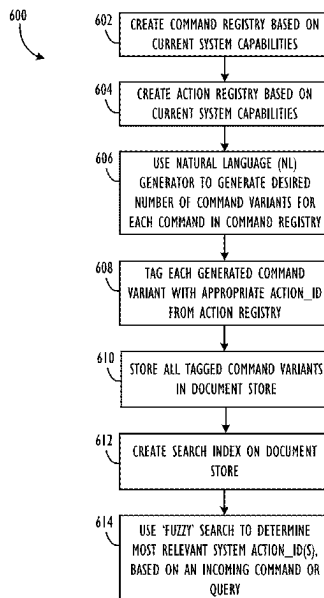 600
602
CREATE COMMAND REGISTRY BASED ON
CURRENT SYSTEM CAPABILITIES
604
CREATE ACTION REGISTRY BASED ON
CURRENT SYSTEM CAPABILITIES
606
USE NATURAL LANGUAGE (NL)
GENERATOR TO GENERATE DESIRED
NUMBER OF COMMAND VARIANTS FOR
EACH COMMAND IN COMMAND REGISTRY
608
TAG EACH GENERATED COMMAND
VARIANT WITH APPROPRIATE ACTION_ID
FROM ACTION REGISTRY
610
STORE ALL TAGGED COMMAND VARIANTS
IN DOCUMENT STORE
612
CREATE SEARCH INDEX ON DOCUMENT
STORE
614
USE 'FUZZY' SEARCH TO DETERMINE
MOST RELEVANT SYSTEM ACTION_ID(S),
BASED ON AN INCOMING COMMAND OR
QUERY